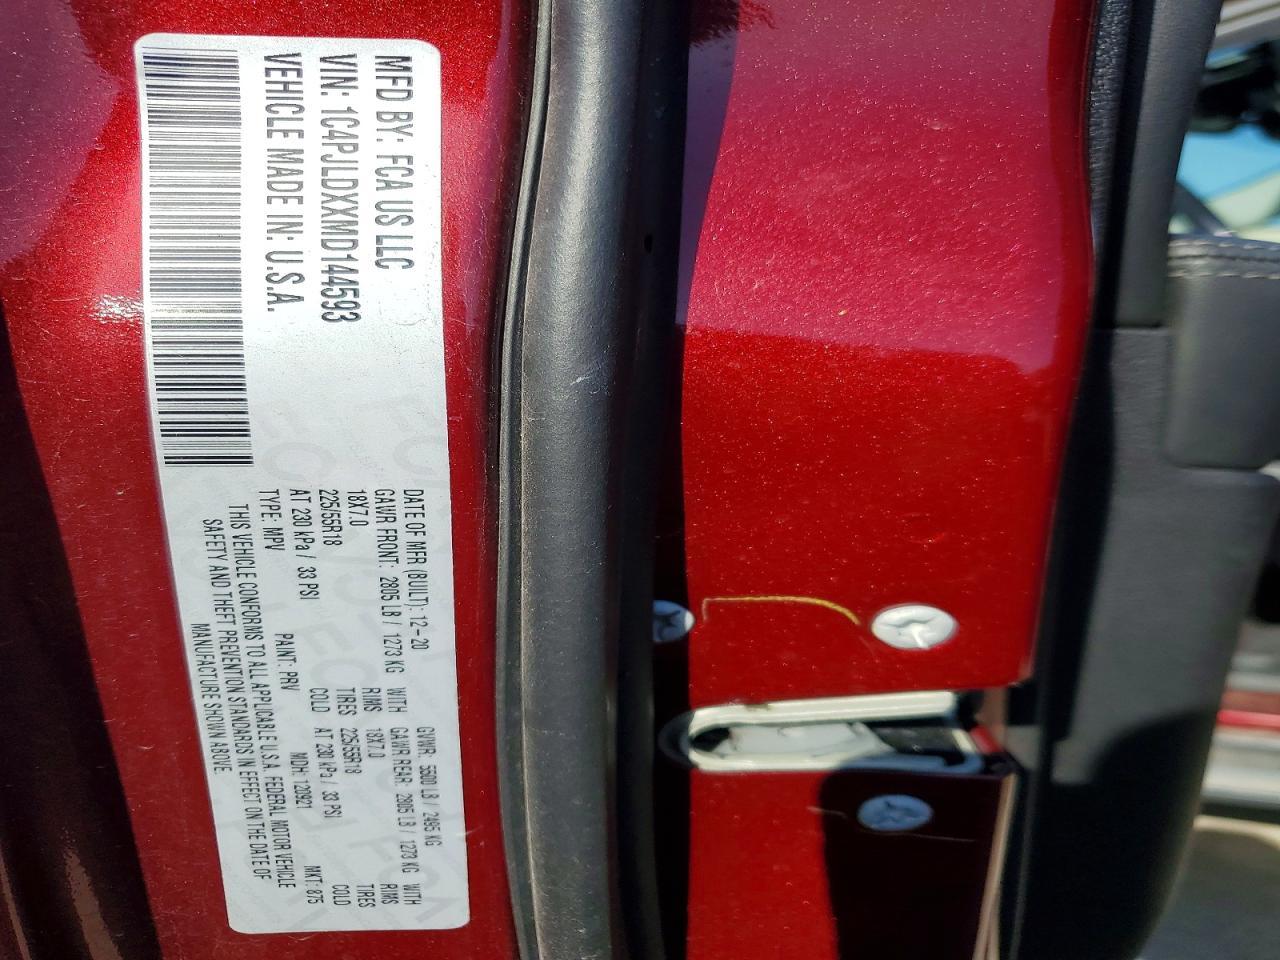 MFD BY: FCA US LLC
VIN: 1C4PJLDXXMD144593
VEHICLE MADE IN: U.S.A.
DATE OF MFR (BUILT): 12-20 GVWR: 5500 LB / 2495 KG
GAWR FRONT: 2805 LB / 1273 KG WITH GAWR REAR: 2805 LB / 1273 KG WITH
18X7.0 RIMS 18X7.0 RIMS
225/55R18 TIRES 225/55R18 TIRES
AT 230 kPa / 33 PSI COLD AT 230 kPa / 33 PSI COLD
TYPE: MPV PAINT: PRV MDH: 120921 MKT: 875
THIS VEHICLE CONFORMS TO ALL APPLICABLE U.S.A. FEDERAL MOTOR VEHICLE
SAFETY AND THEFT PREVENTION STANDARDS IN EFFECT ON THE DATE OF
MANUFACTURE SHOWN ABOVE